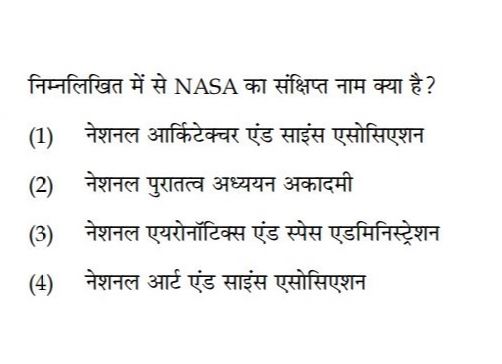 निम्नलिखित में से NASA का संक्षिप्त नाम क्या है?
(1) नेशनल आर्किटेक्चर एंड साइंस एसोसिएशन
(2) नेशनल पुरातत्व अध्ययन अकादमी
(3) नेशनल एयरोनॉटिक्स एंड स्पेस एडमिनिस्ट्रेशन
(4) नेशनल आर्ट एंड साइंस एसोसिएशन